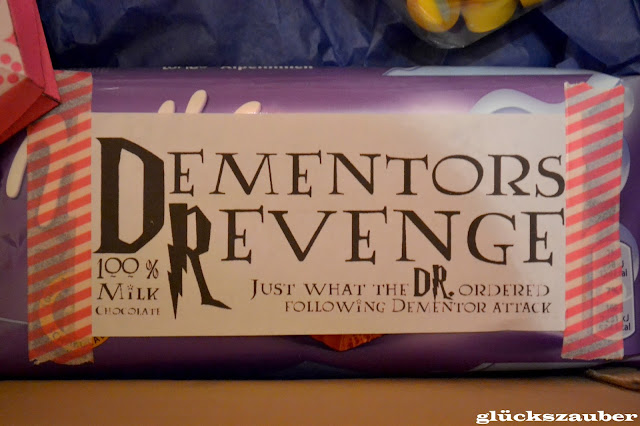 DEMENTORS
REVENGE
100 %
MILK
CHOCOLATE
JUST WHAT THE DR. ORDERED
FOLLOWING DEMENTOR ATTACK
glückszauber